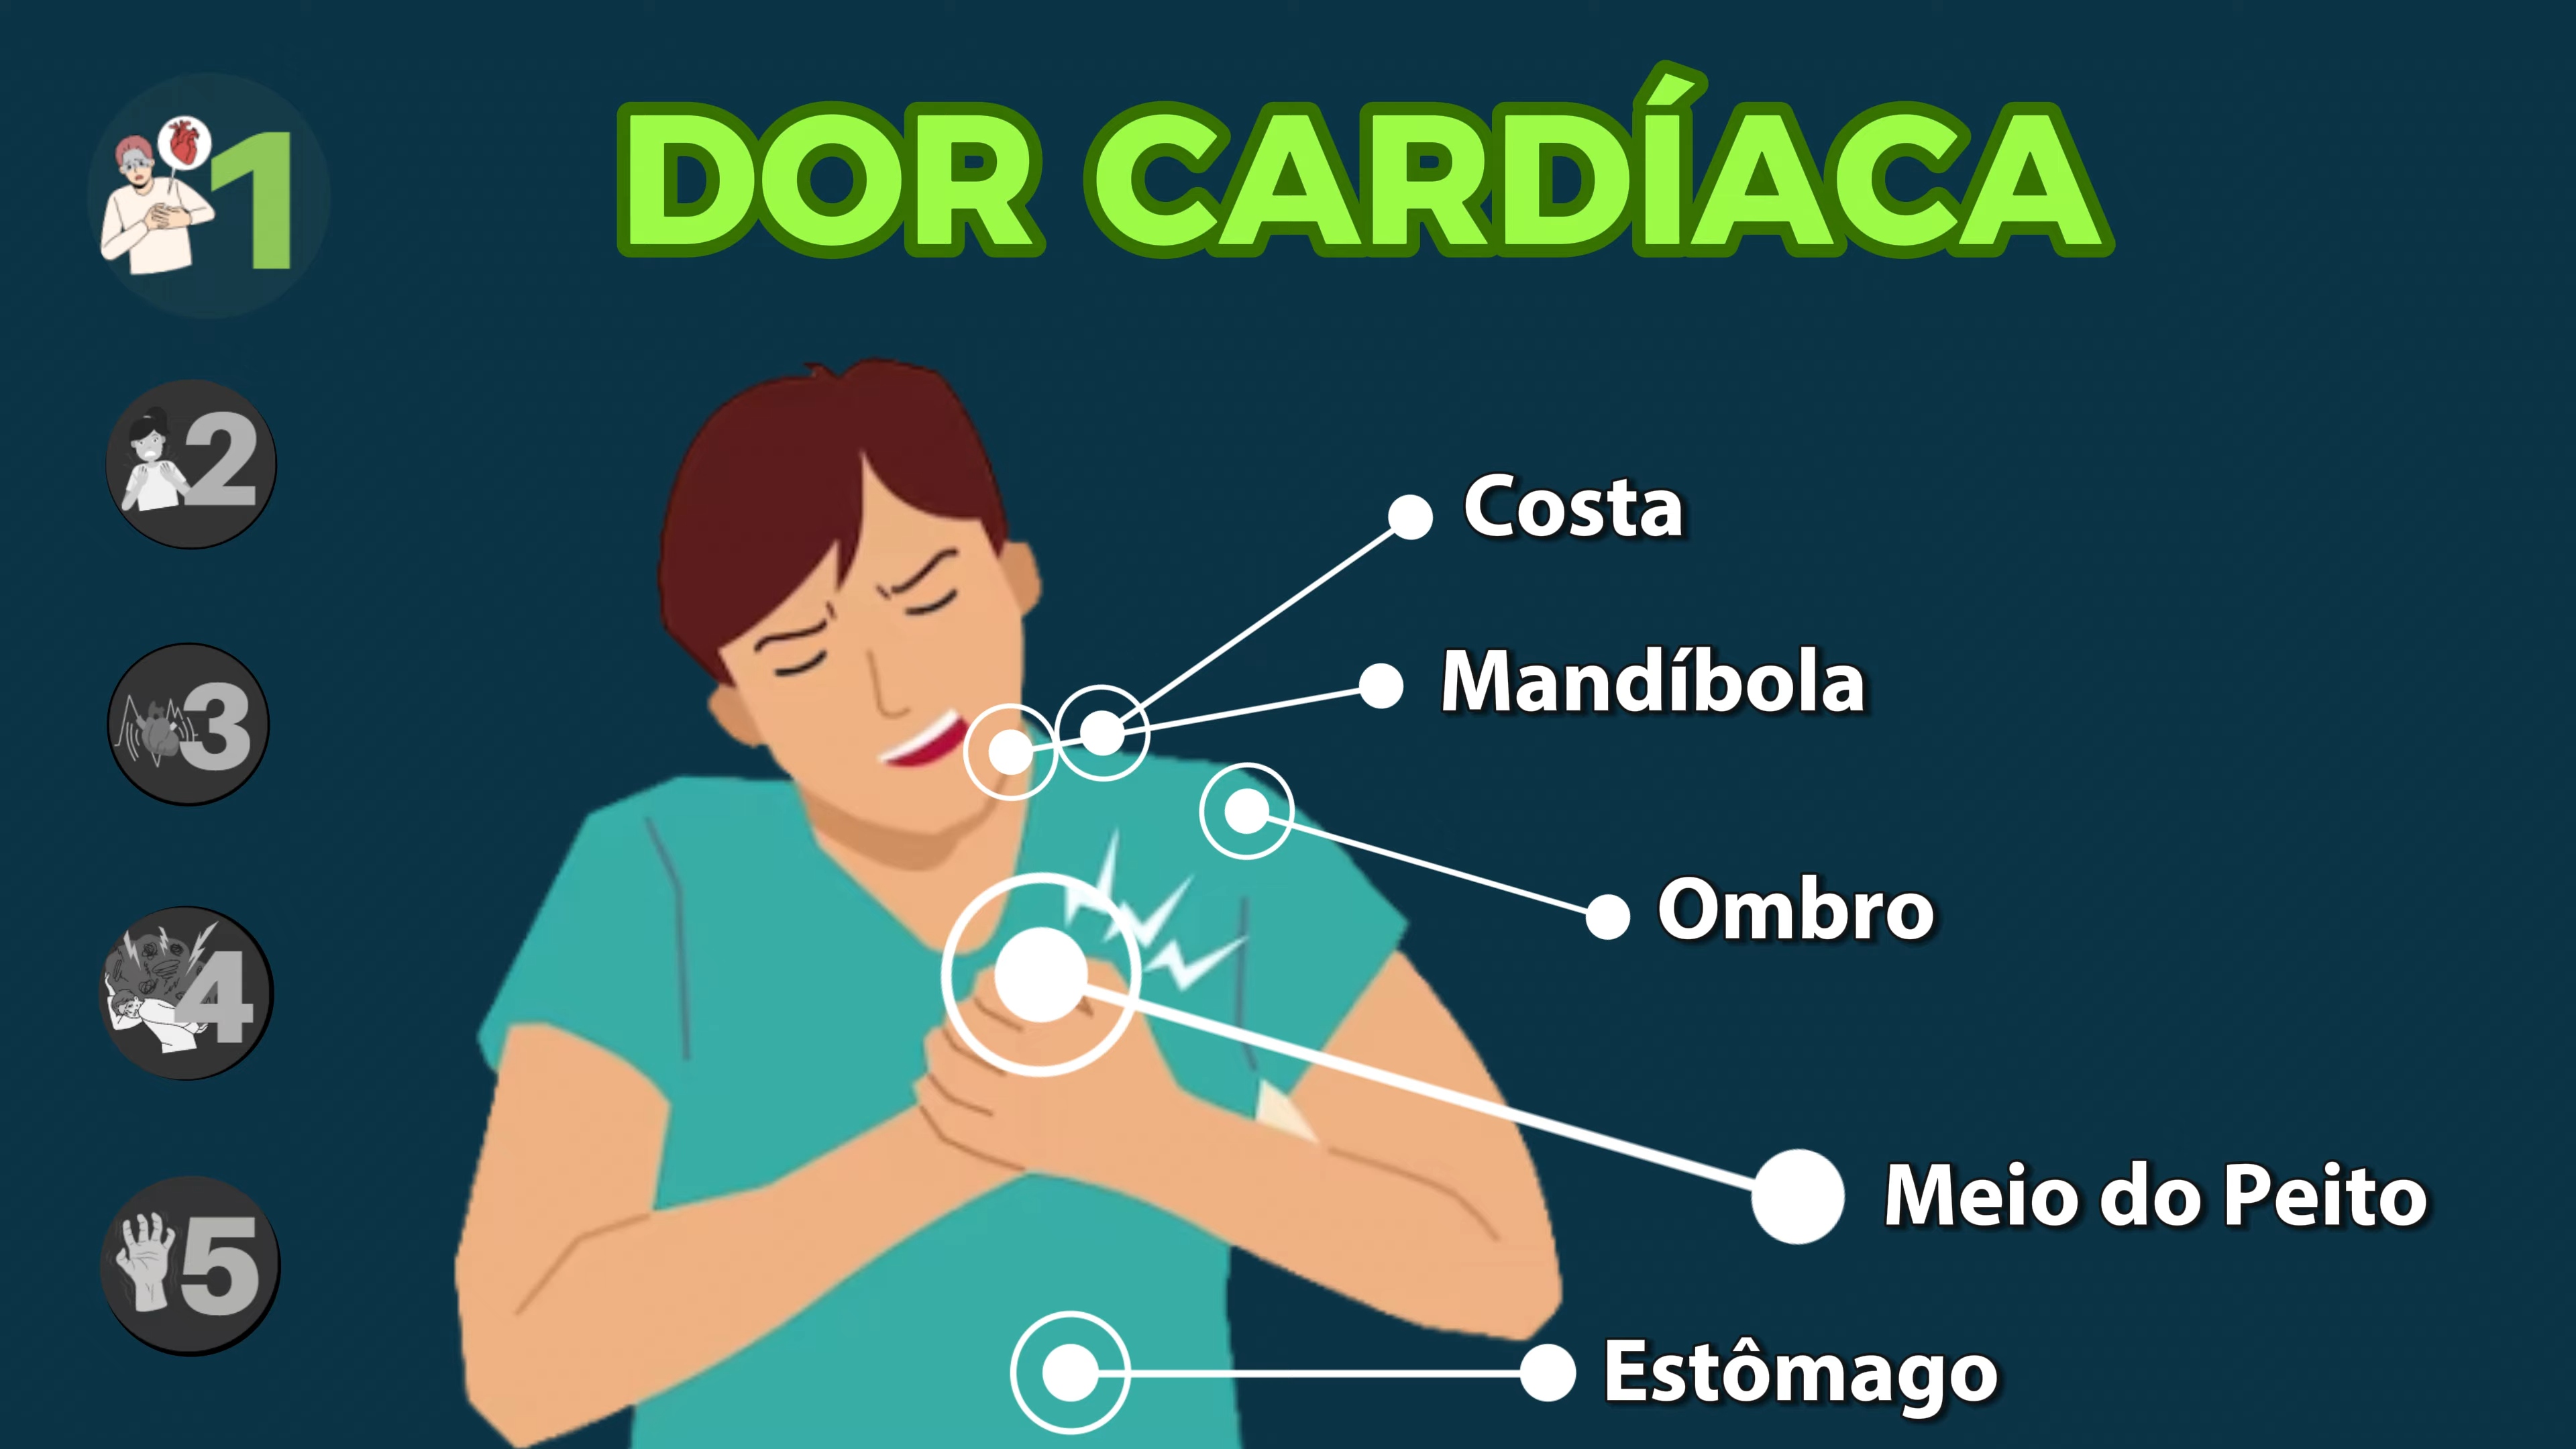 DOR CARDÍACA
1
2
3
4
5
Costa
Mandíbola
Ombro
Meio do Peito
Estômago